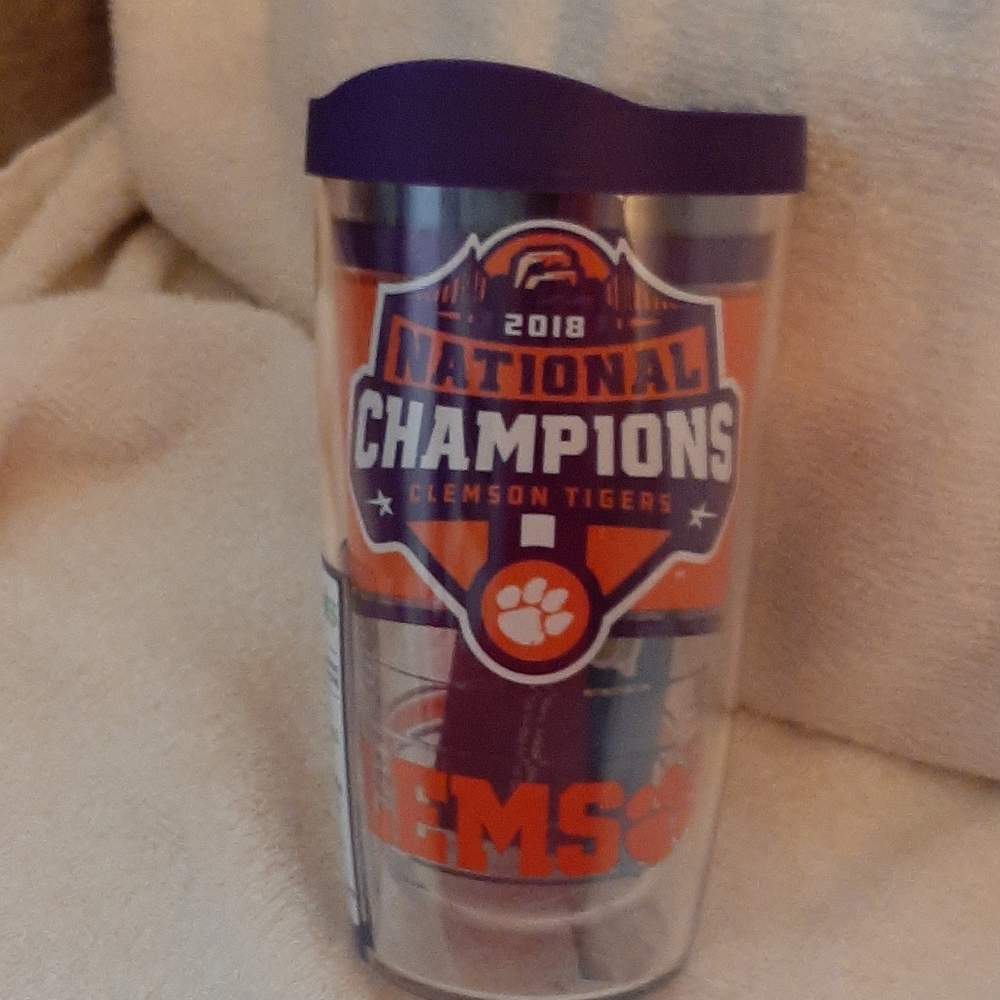 2018
NATIONAL
CHAMPIONS
CLEMSON TIGERS
LEMS